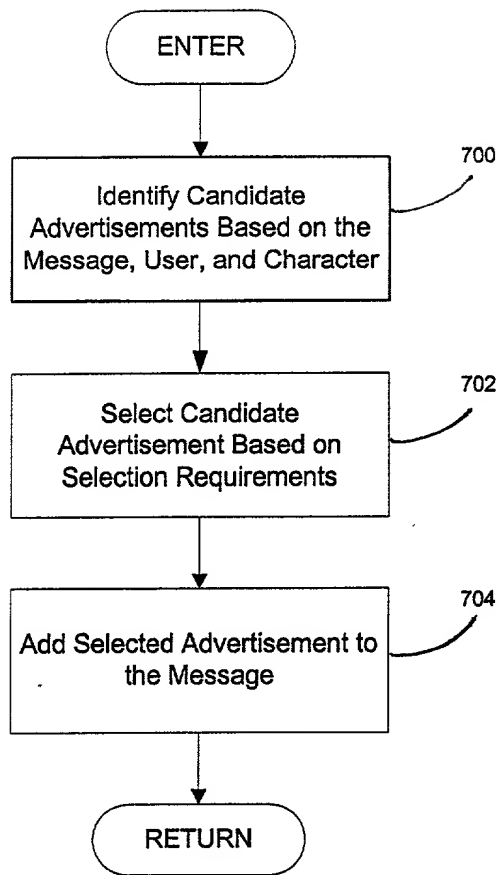 ENTER
700
Identify Candidate
Advertisements Based on the
Message, User, and Character
702
Select Candidate
Advertisement Based on
Selection Requirements
704
Add Selected Advertisement to
the Message
RETURN